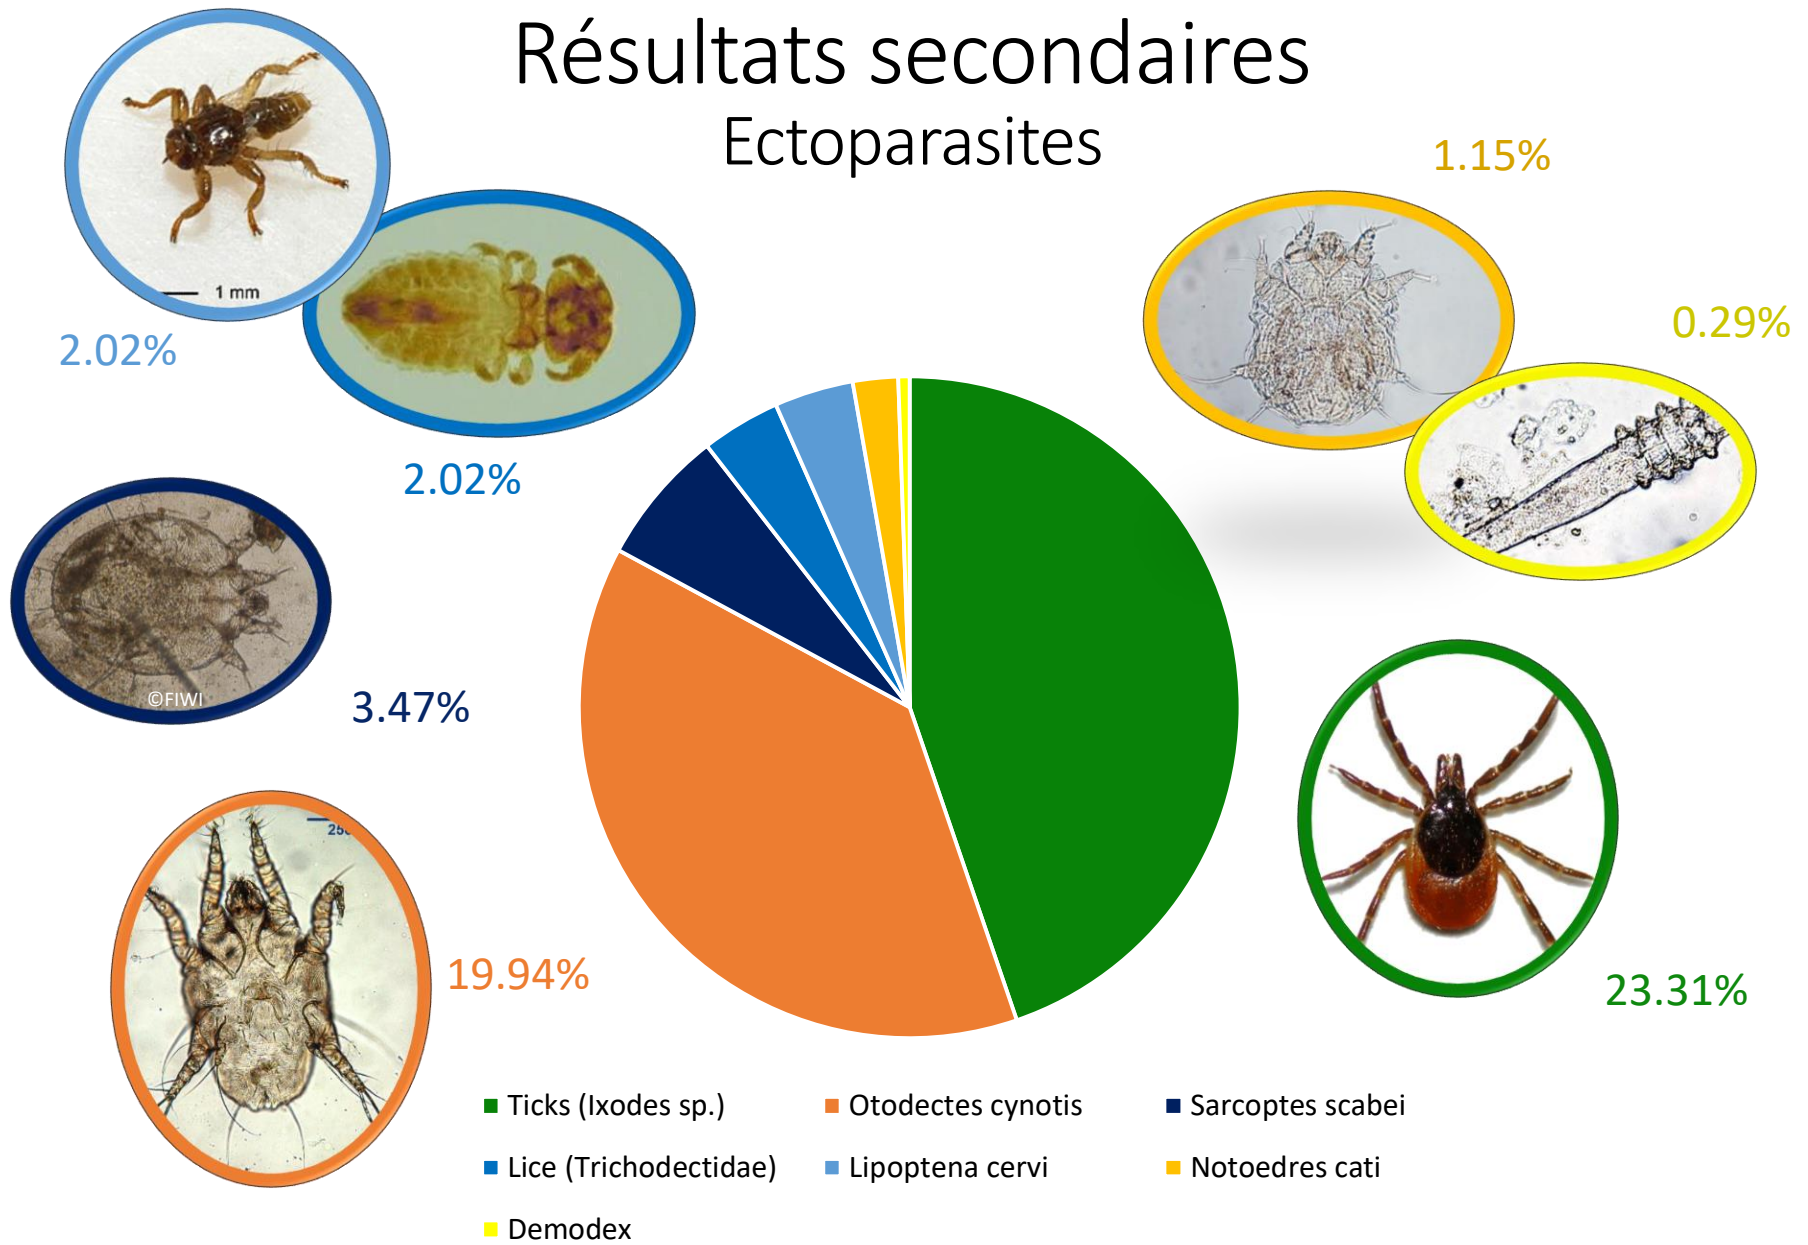 Résultats secondaires
Ectoparasites
1.15%
1 mm
0.29%
2.02%
2.02%
©FIWI
3.47%
19.94%
23.31%
Ticks (Ixodes sp.)
Otodectes cynotis
Sarcoptes scabei
Lice (Trichodectidae)
Lipoptena cervi
Notoedres cati
Demodex